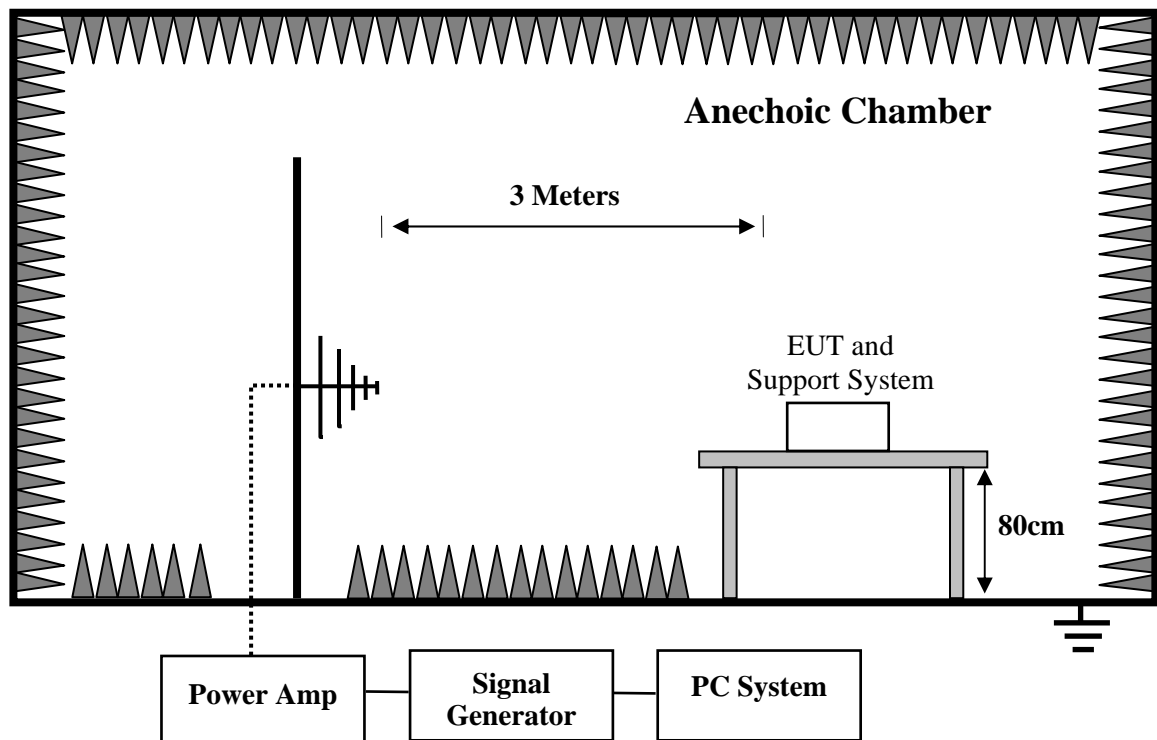 Anechoic Chamber
3 Meters
EUT and
Support System
80cm
Power Amp
Signal
Generator
PC System